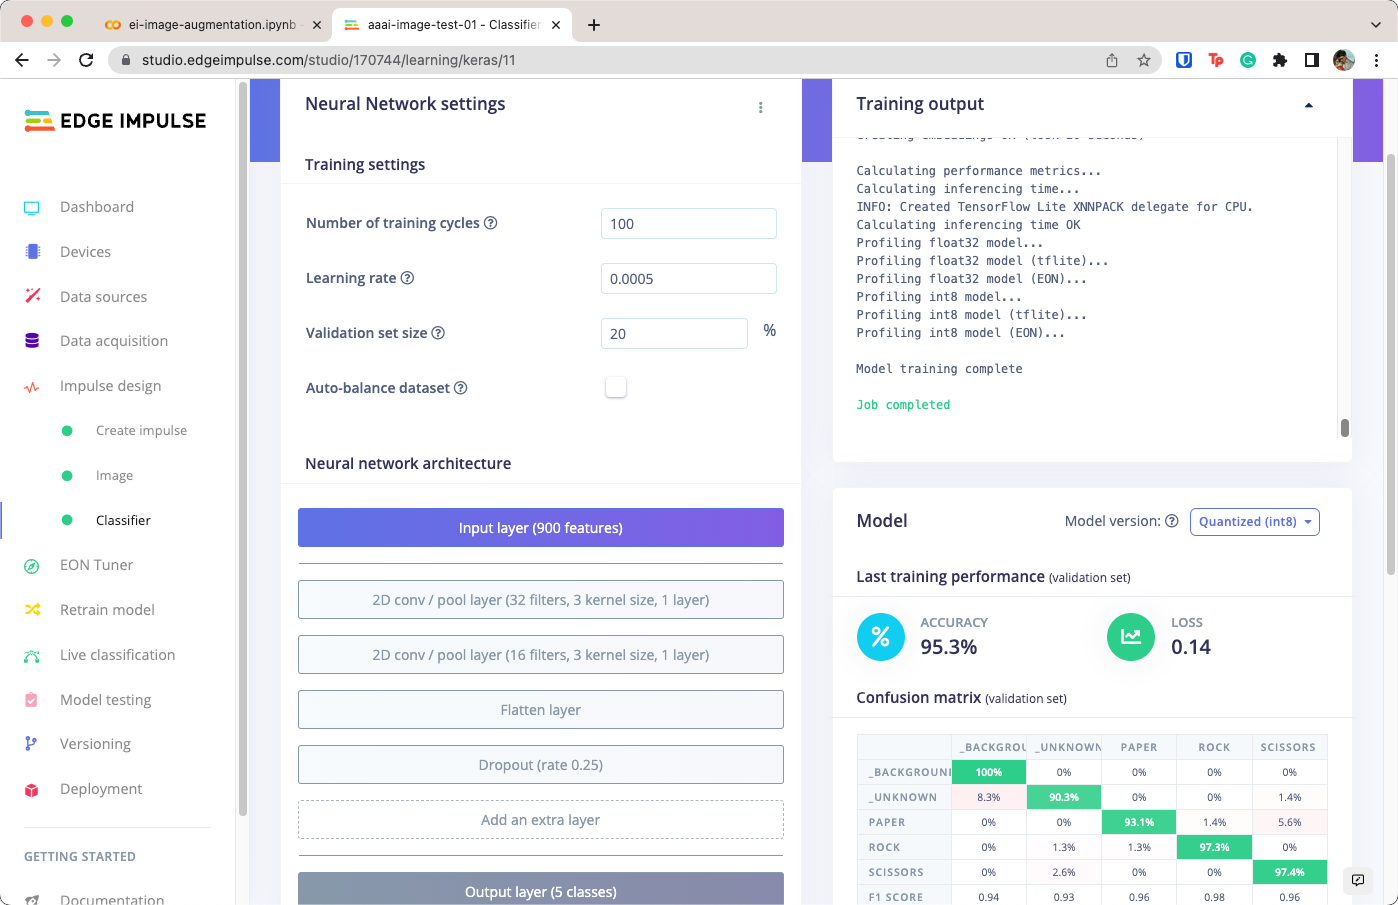 ei-image-augmentation.ipynb
aaai-image-test-01 - Classifier
studio.edgeimpulse.com/studio/170744/learning/keras/11
EDGE IMPULSE
Dashboard
Devices
Data sources
Data acquisition
Impulse design
Create impulse
Image
Classifier
EON Tuner
Retrain model
Live classification
Model testing
Versioning
Deployment
GETTING STARTED
Documentation
Neural Network settings
Training settings
Number of training cycles ?
100
Learning rate ?
0.0005
Validation set size ?
20 %
Auto-balance dataset ?
Neural network architecture
Input layer (900 features)
2D conv / pool layer (32 filters, 3 kernel size, 1 layer)
2D conv / pool layer (16 filters, 3 kernel size, 1 layer)
Flatten layer
Dropout (rate 0.25)
Add an extra layer
Output layer (5 classes)
Training output
Calculating performance metrics...
Calculating inferencing time...
INFO: Created TensorFlow Lite XNNPACK delegate for CPU.
Calculating inferencing time OK
Profiling float32 model...
Profiling float32 model (tflite)...
Profiling float32 model (EON)...
Profiling int8 model...
Profiling int8 model (tflite)...
Profiling int8 model (EON)...
Model training complete
Job completed
Model
Model version: ? Quantized (int8)
Last training performance (validation set)
% ACCURACY
95.3%
LOSS
0.14
Confusion matrix (validation set)
_BACKGROU _UNKNOWN PAPER ROCK SCISSORS
_BACKGROUND 100% 0% 0% 0% 0%
_UNKNOWN 8.3% 90.3% 0% 0% 1.4%
PAPER 0% 0% 93.1% 1.4% 5.6%
ROCK 0% 1.3% 1.3% 97.3% 0%
SCISSORS 0% 2.6% 0% 0% 97.4%
F1 SCORE 0.94 0.93 0.96 0.98 0.96